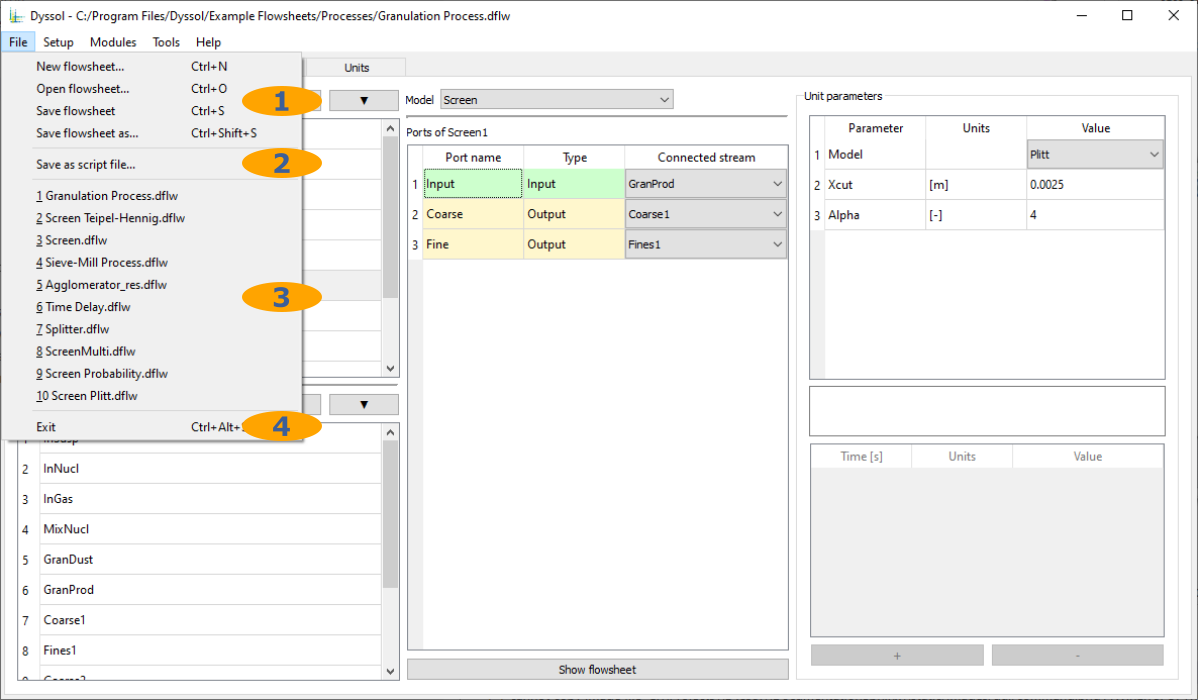 Dyssol - C:/Program Files/Dyssol/Example Flowsheets/Processes/Granulation Process.dflw
File Setup Modules Tools Help
New flowsheet... Ctrl+N
Open flowsheet... Ctrl+O
Save flowsheet Ctrl+S
Save flowsheet as... Ctrl+Shift+S
1
Save as script file...
2
1 Granulation Process.dflw
2 Screen Teipel-Hennig.dflw
3 Screen.dflw
4 Sieve-Mill Process.dflw
5 Agglomerator_res.dflw
6 Time Delay.dflw
7 Splitter.dflw
8 ScreenMulti.dflw
9 Screen Probability.dflw
10 Screen Plitt.dflw
3
Exit Ctrl+Alt+
4
2 InNucl
3 InGas
4 MixNucl
5 GranDust
6 GranProd
7 Coarse1
8 Fines1
Units
▼
▼
Model Screen
Ports of Screen1
Port name Type Connected stream
1 Input Input GranProd
2 Coarse Output Coarse1
3 Fine Output Fines1
Show flowsheet
Unit parameters
Parameter Units Value
1 Model Plitt
2 Xcut [m] 0.0025
3 Alpha [-] 4
Time [s] Units Value
+ -